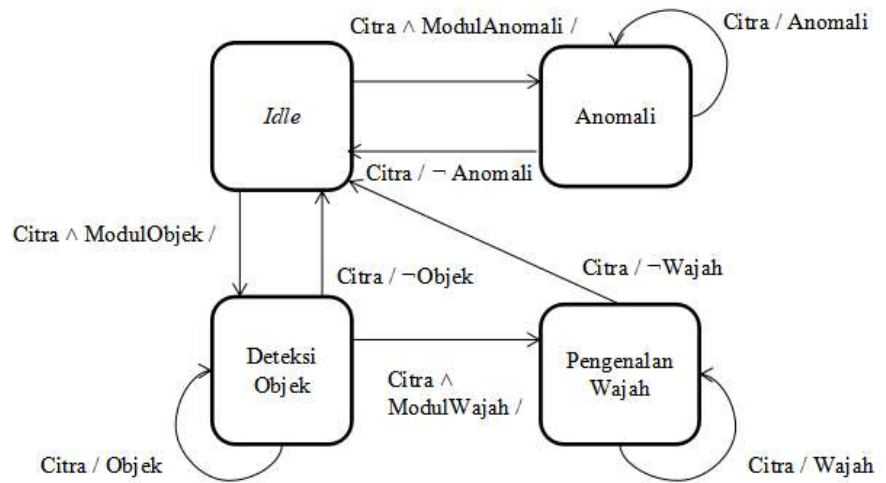 Citra ∧ ModulAnomali /
Citra / Anomali
Idle
Anomali
Citra / ¬ Anomali
Citra ∧ ModulObjek /
Citra / ¬Objek
Citra / ¬Wajah
Deteksi
Objek
Citra ∧
ModulWajah /
Pengenalan
Wajah
Citra / Objek
Citra / Wajah